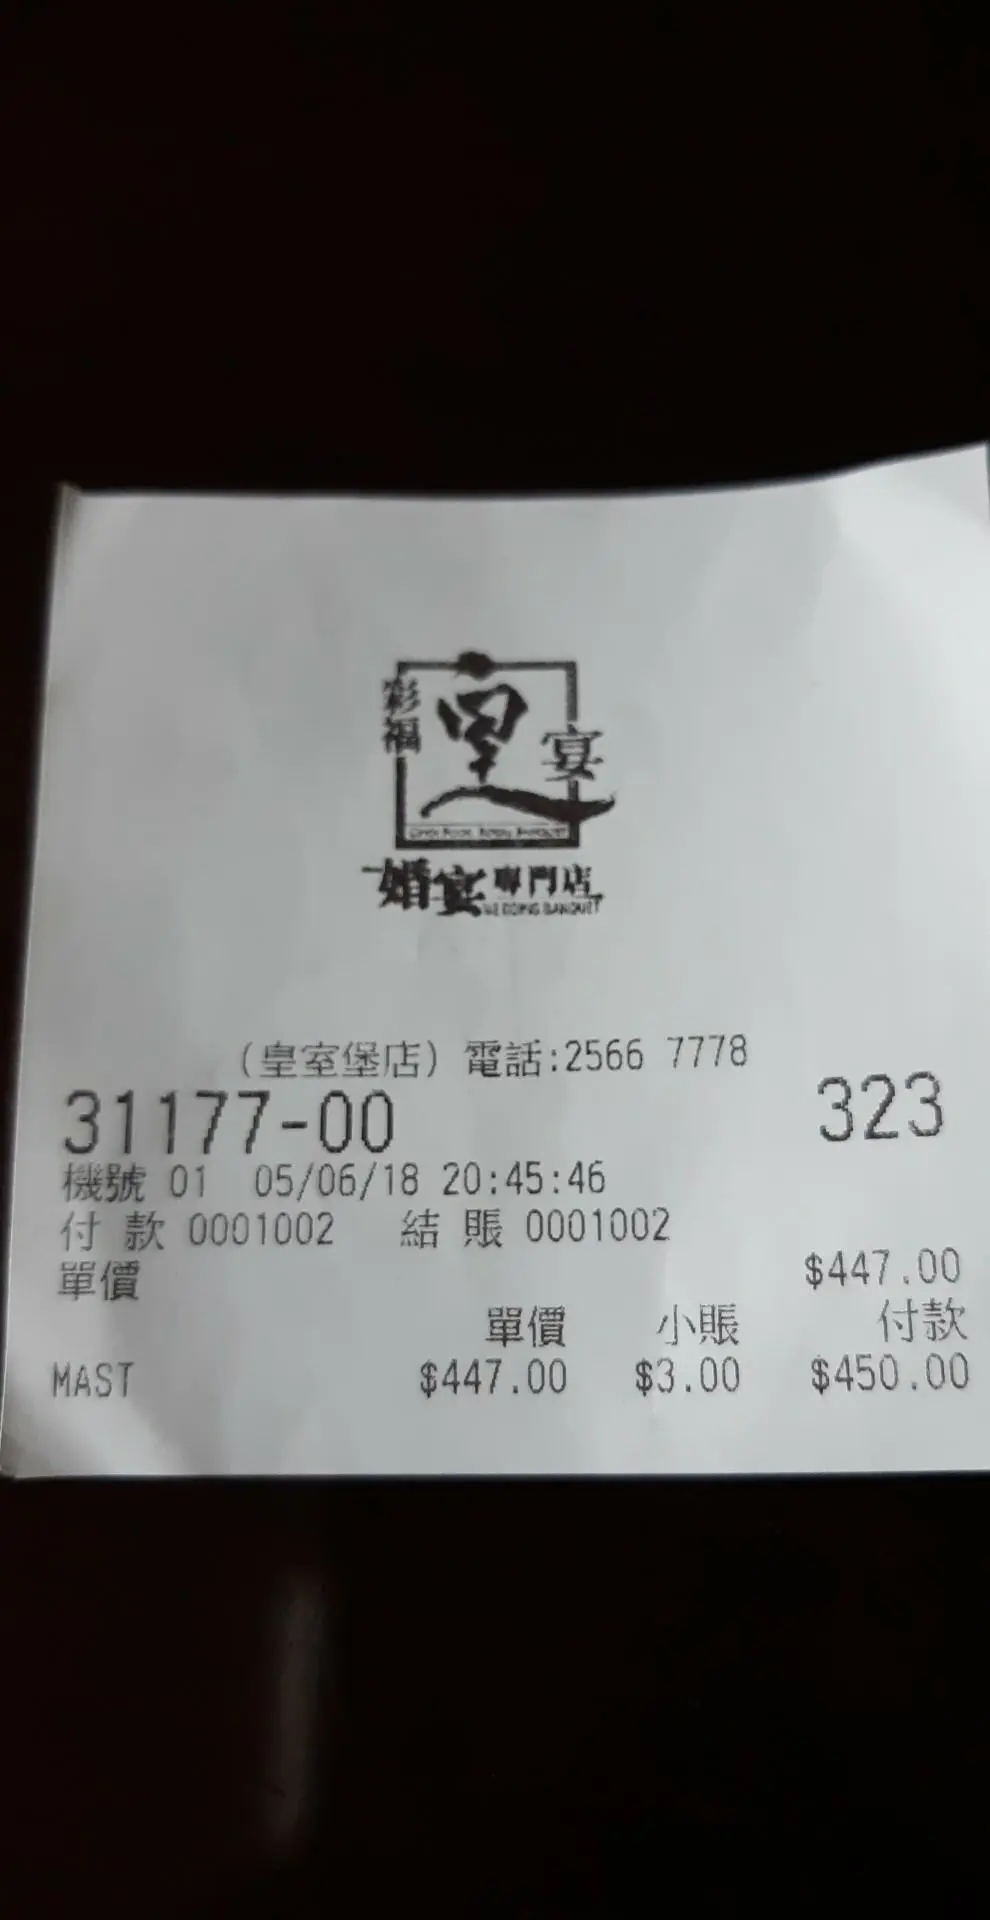 彩福
皇
宴
婚宴專門店
WEDDING BANQUET
(皇室堡店) 電話:2566 7778
31177-00 323
機號 01 05/06/18 20:45:46
付 款 0001002 結 賬 0001002
單價 $447.00
單價 小賬 付款
MAST $447.00 $3.00 $450.00